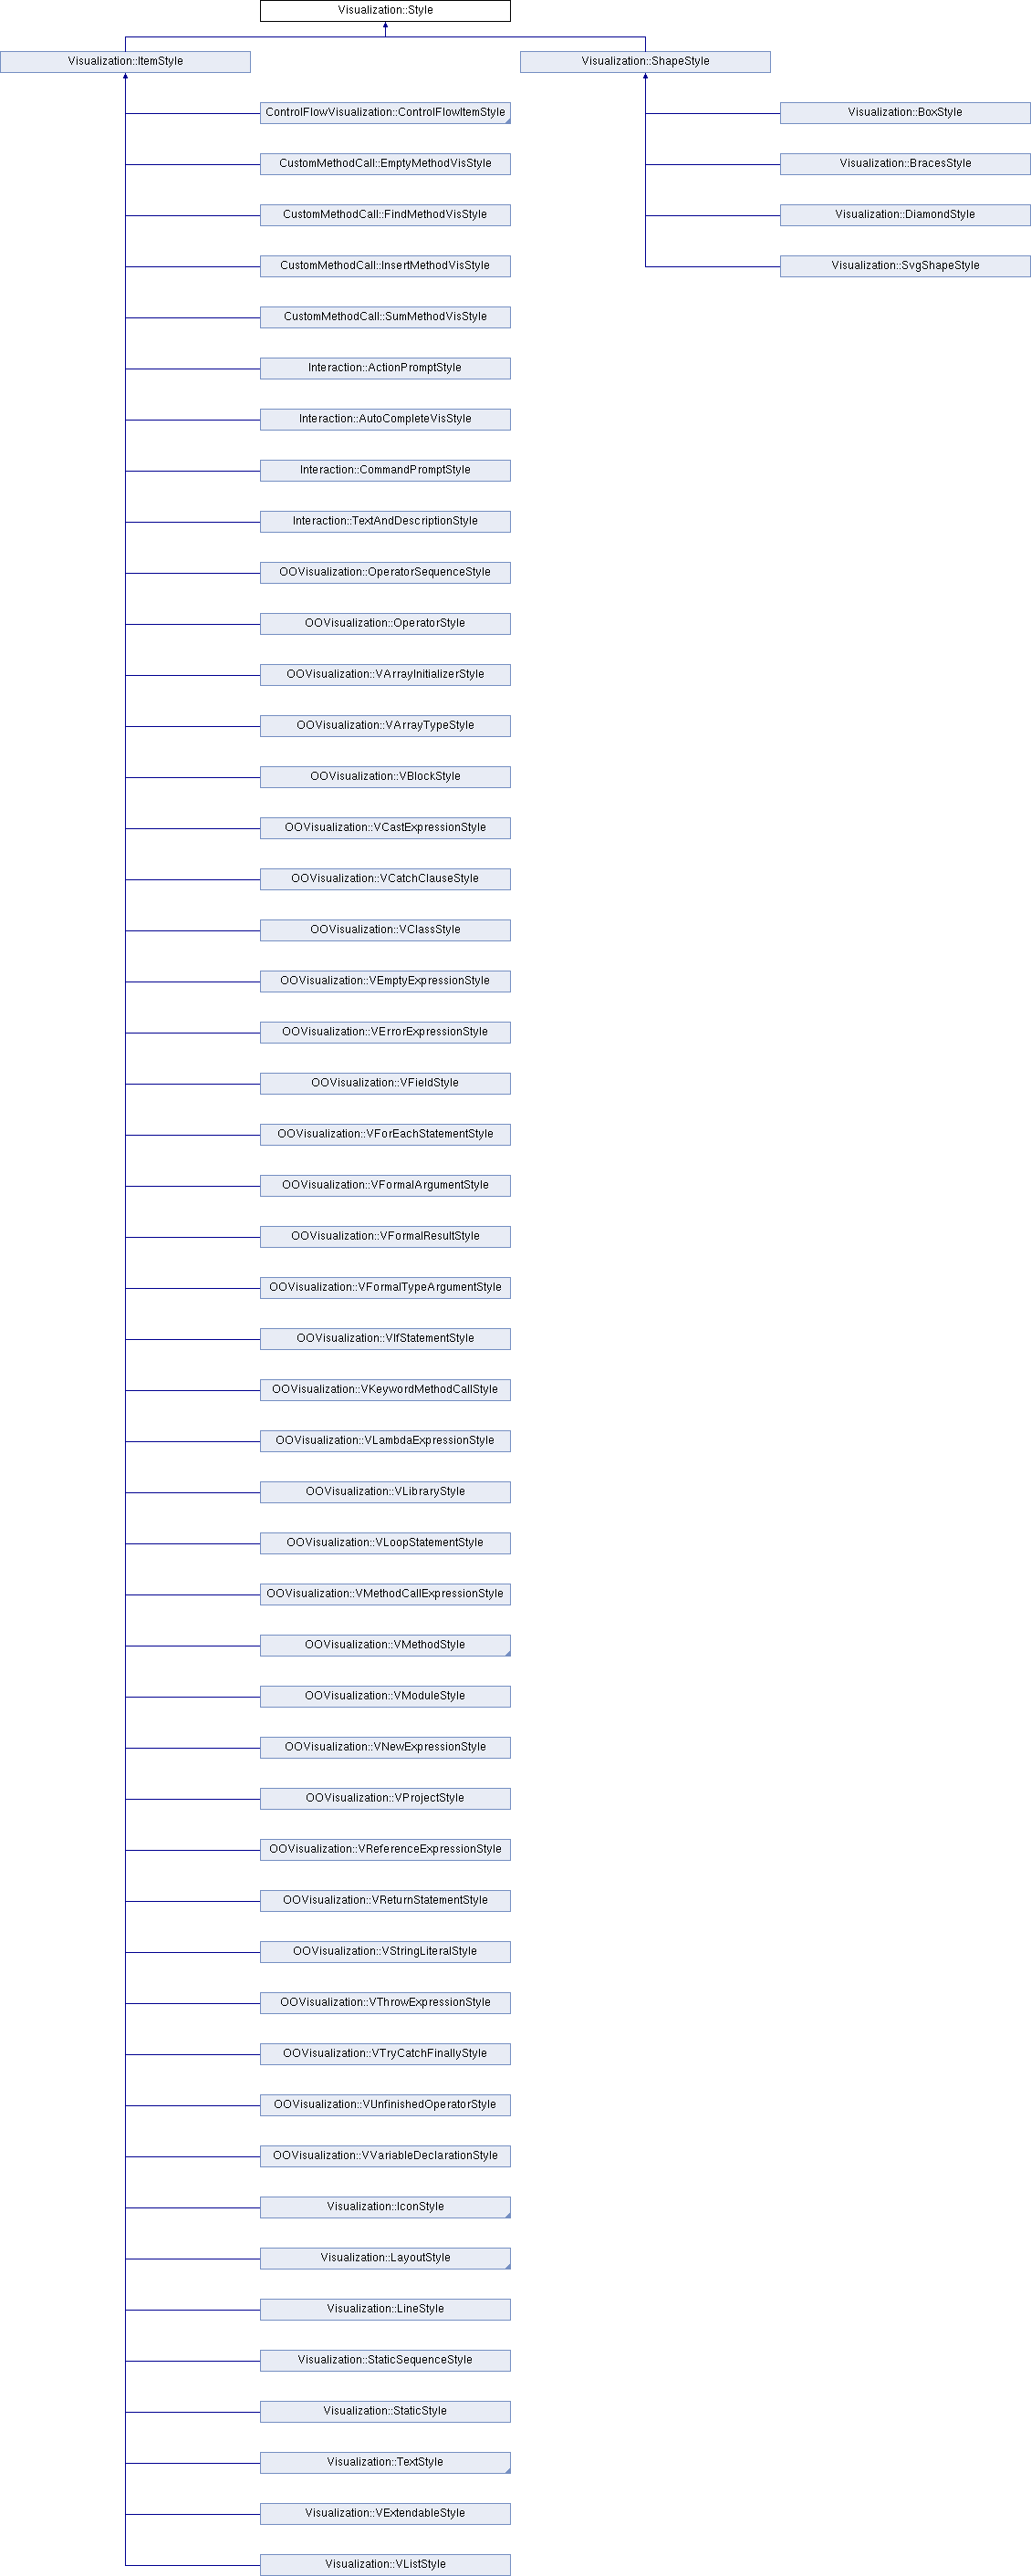 Visualization::Style
Visualization::ItemStyle
Visualization::ShapeStyle
ControlFlowVisualization::ControlFlowItemStyle
Visualization::BoxStyle
CustomMethodCall::EmptyMethodVisStyle
Visualization::BracesStyle
CustomMethodCall::FindMethodVisStyle
Visualization::DiamondStyle
CustomMethodCall::InsertMethodVisStyle
Visualization::SvgShapeStyle
CustomMethodCall::SumMethodVisStyle
Interaction::ActionPromptStyle
Interaction::AutoCompleteVisStyle
Interaction::CommandPromptStyle
Interaction::TextAndDescriptionStyle
OOVisualization::OperatorSequenceStyle
OOVisualization::OperatorStyle
OOVisualization::VArrayInitializerStyle
OOVisualization::VArrayTypeStyle
OOVisualization::VBlockStyle
OOVisualization::VCastExpressionStyle
OOVisualization::VCatchClauseStyle
OOVisualization::VClassStyle
OOVisualization::VEmptyExpressionStyle
OOVisualization::VErrorExpressionStyle
OOVisualization::VFieldStyle
OOVisualization::VForEachStatementStyle
OOVisualization::VFormalArgumentStyle
OOVisualization::VFormalResultStyle
OOVisualization::VFormalTypeArgumentStyle
OOVisualization::VIfStatementStyle
OOVisualization::VKeywordMethodCallStyle
OOVisualization::VLambdaExpressionStyle
OOVisualization::VLibraryStyle
OOVisualization::VLoopStatementStyle
OOVisualization::VMethodCallExpressionStyle
OOVisualization::VMethodStyle
OOVisualization::VModuleStyle
OOVisualization::VNewExpressionStyle
OOVisualization::VProjectStyle
OOVisualization::VReferenceExpressionStyle
OOVisualization::VReturnStatementStyle
OOVisualization::VStringLiteralStyle
OOVisualization::VThrowExpressionStyle
OOVisualization::VTryCatchFinallyStyle
OOVisualization::VUnfinishedOperatorStyle
OOVisualization::VVariableDeclarationStyle
Visualization::IconStyle
Visualization::LayoutStyle
Visualization::LineStyle
Visualization::StaticSequenceStyle
Visualization::StaticStyle
Visualization::TextStyle
Visualization::VExtendableStyle
Visualization::VListStyle